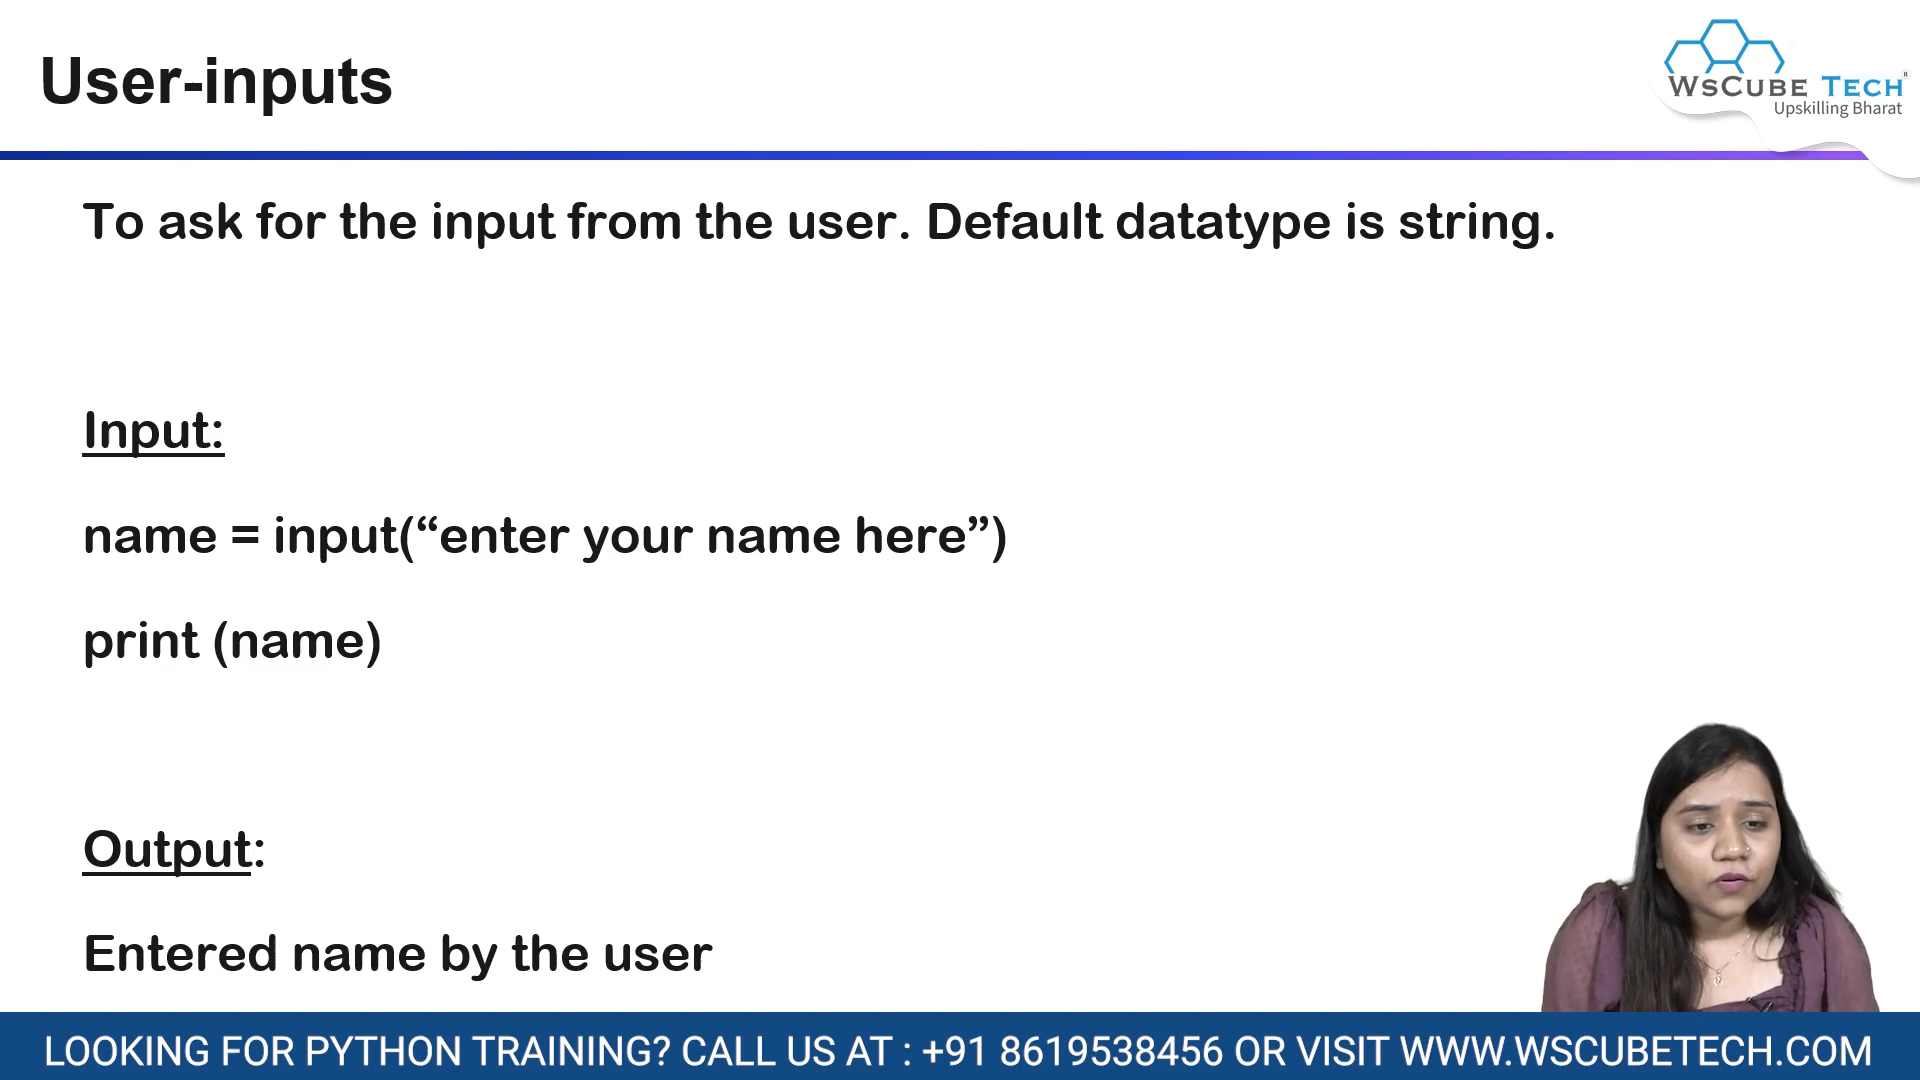 User-inputs
WSCUBE TECH®
Upskilling Bharat
To ask for the input from the user. Default datatype is string.
Input:
name = input(“enter your name here”)
print (name)
Output:
Entered name by the user
LOOKING FOR PYTHON TRAINING? CALL US AT : +91 8619538456 OR VISIT WWW.WSCUBETECH.COM